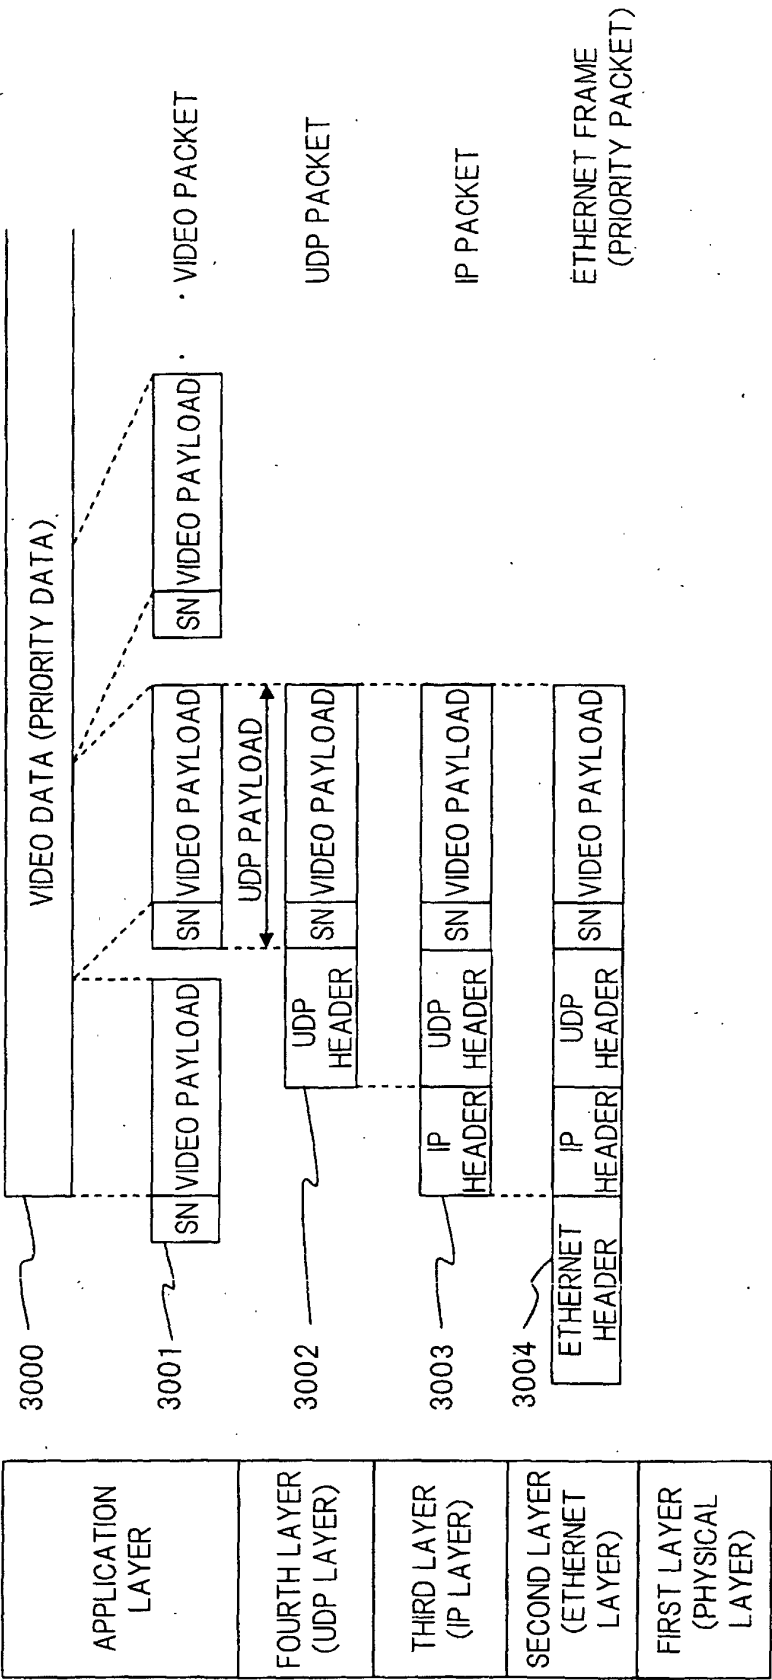 APPLICATION
LAYER
3000
VIDEO DATA (PRIORITY DATA)
3001
SN VIDEO PAYLOAD
SN VIDEO PAYLOAD
SN VIDEO PAYLOAD
VIDEO PACKET
UDP PAYLOAD
FOURTH LAYER
(UDP LAYER)
3002
UDP
HEADER
SN VIDEO PAYLOAD
UDP PACKET
THIRD LAYER
(IP LAYER)
3003
IP
HEADER
UDP
HEADER
SN VIDEO PAYLOAD
IP PACKET
SECOND LAYER
(ETHERNET
LAYER)
3004
ETHERNET
HEADER
IP
HEADER
UDP
HEADER
SN VIDEO PAYLOAD
ETHERNET FRAME
(PRIORITY PACKET)
FIRST LAYER
(PHYSICAL
LAYER)